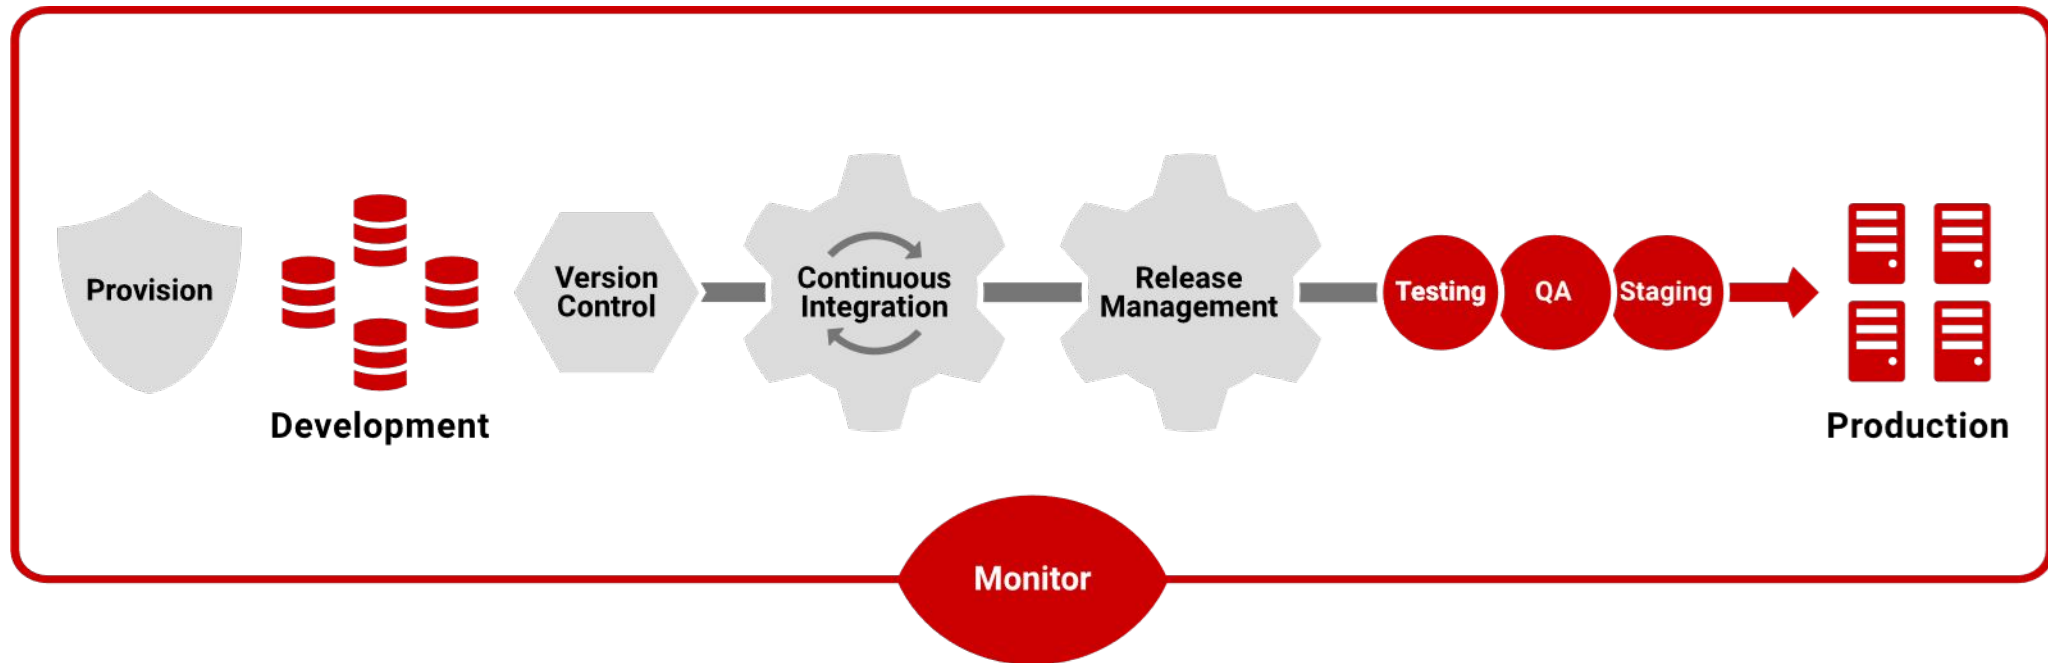 Provision
Development
Version
Control
Continuous
Integration
Release
Management
Testing
QA
Staging
Production
Monitor